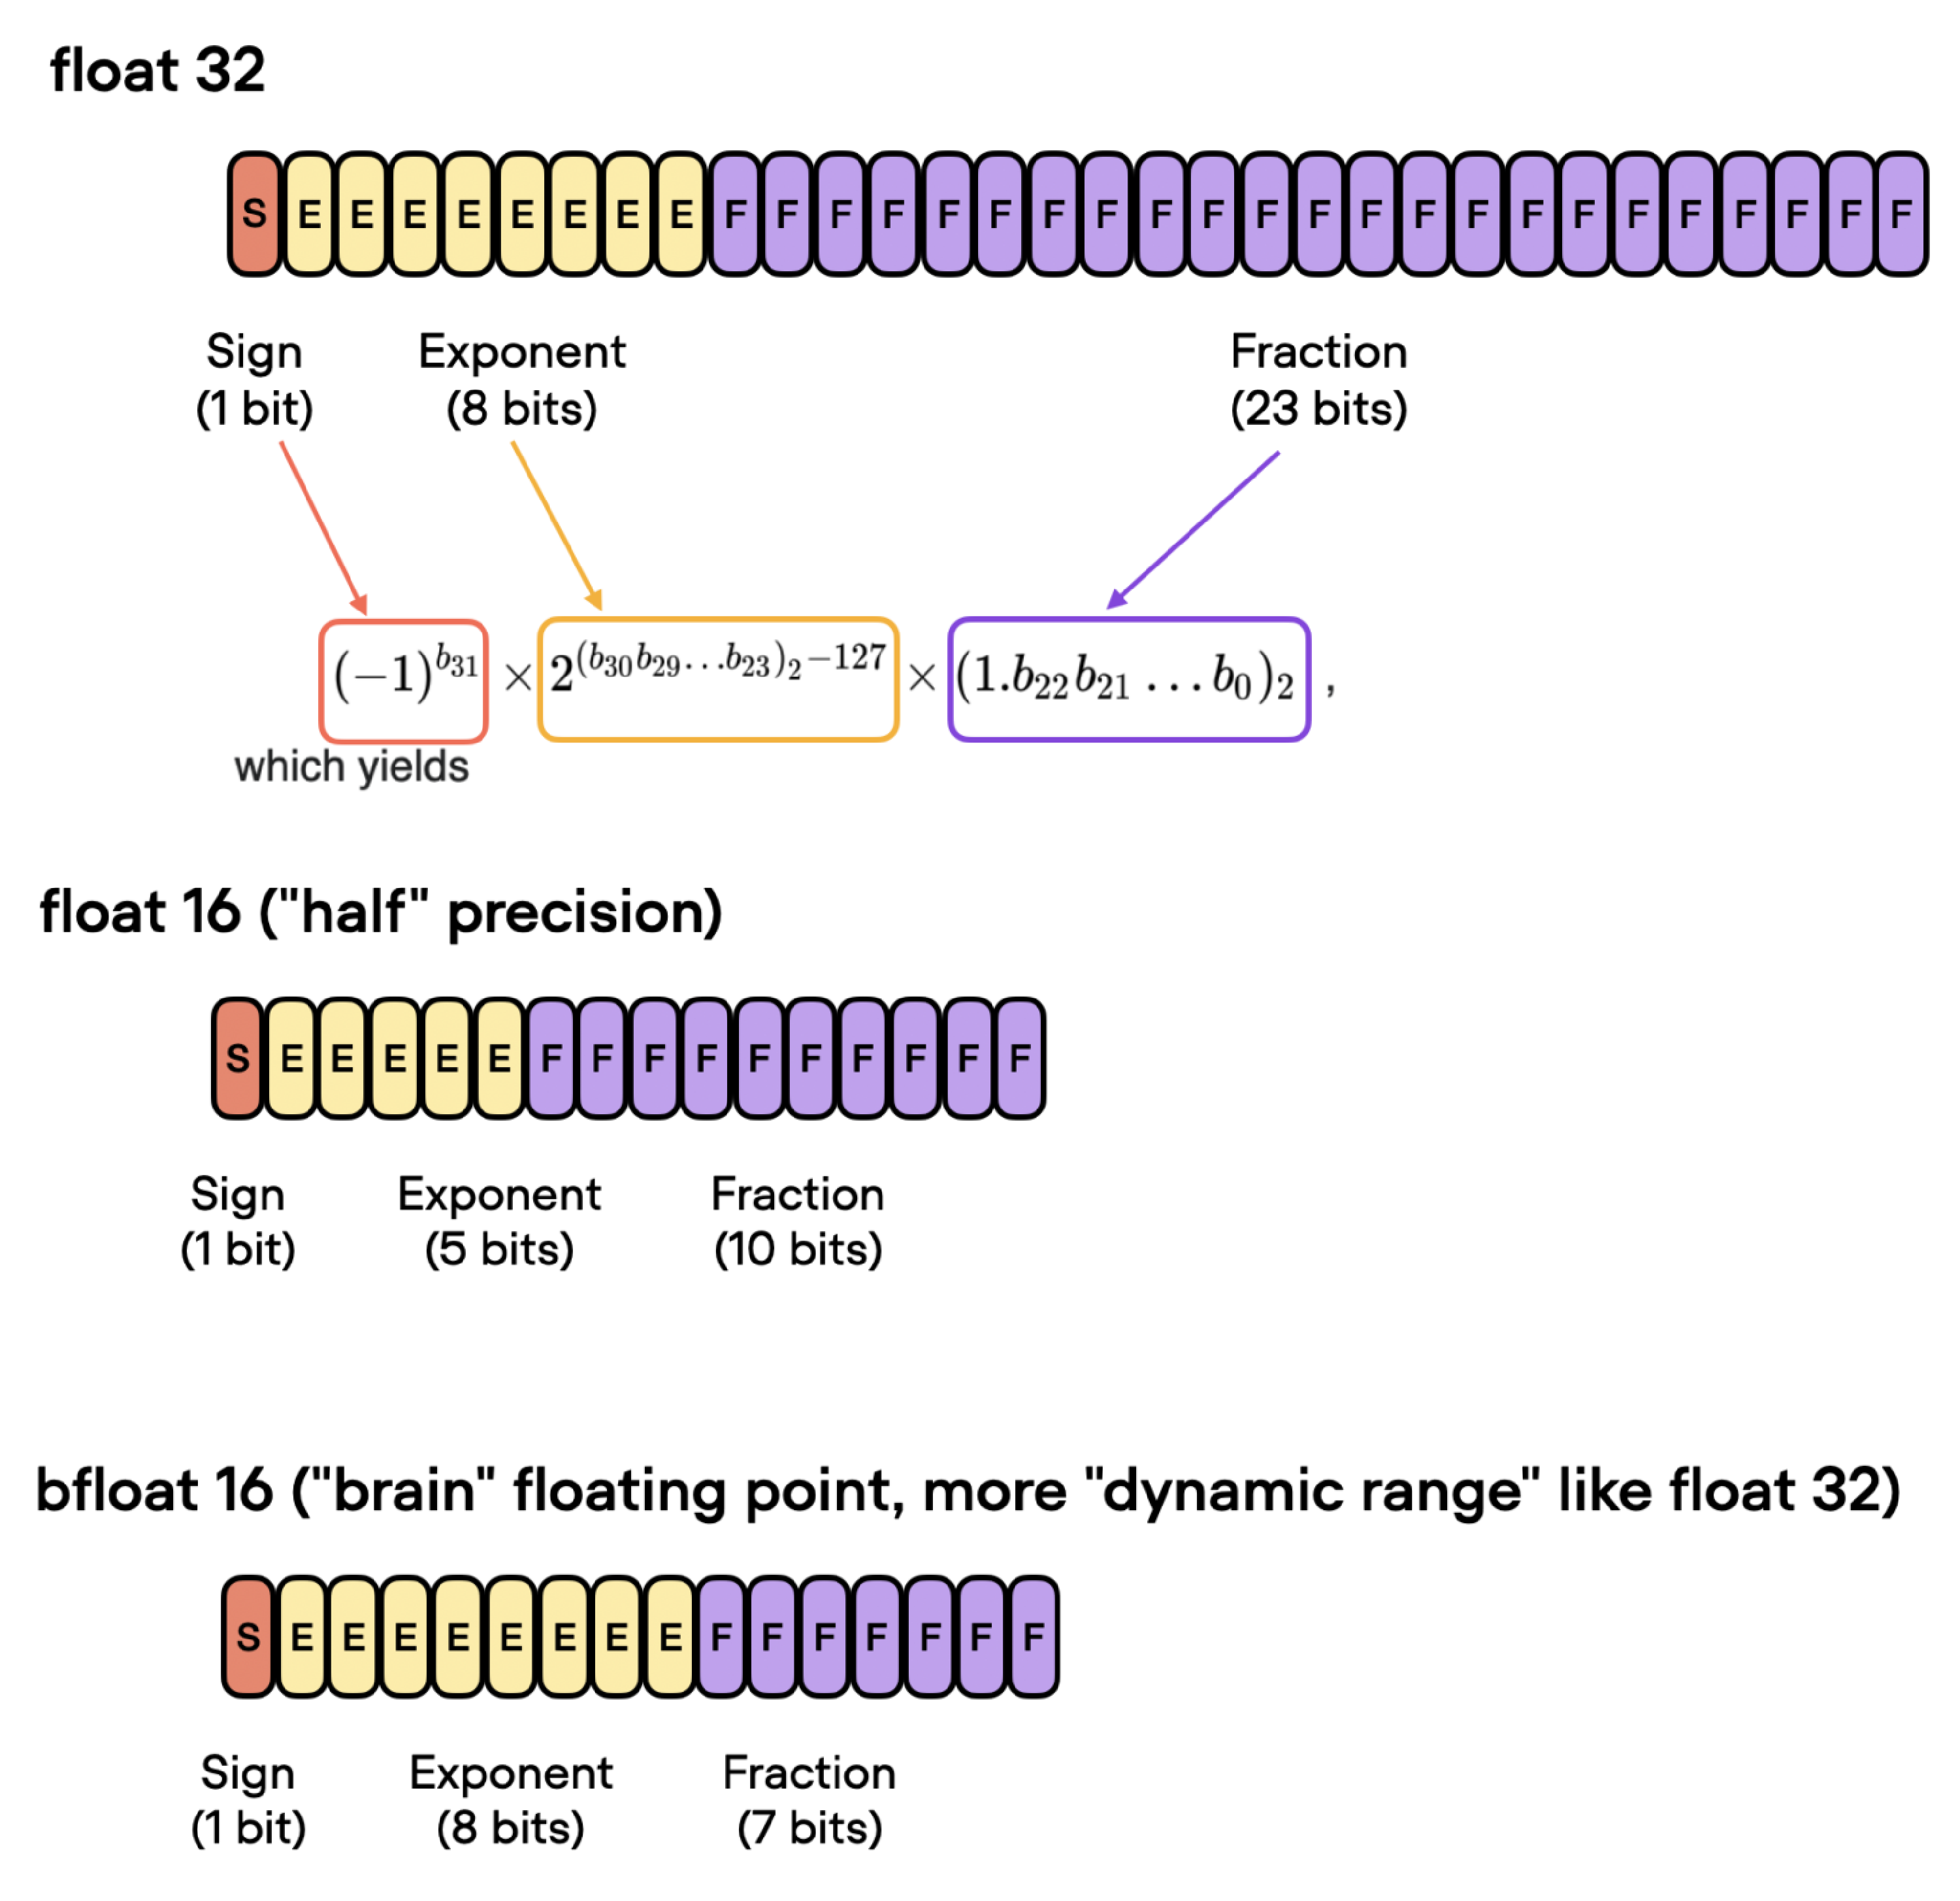 float 32
S E E E E E E E E F F F F F F F F F F F F F F F F F F F F F F F
Sign Exponent Fraction
(1 bit) (8 bits) (23 bits)
(−1)^{b_{31}} × 2^{(b_{30}b_{29}...b_{23})_2−127} × (1.b_{22}b_{21}...b_0)_2 ,
which yields
float 16 ("half" precision)
S E E E E E F F F F F F F F F F
Sign Exponent Fraction
(1 bit) (5 bits) (10 bits)
bfloat 16 ("brain" floating point, more "dynamic range" like float 32)
S E E E E E E E E F F F F F F F
Sign Exponent Fraction
(1 bit) (8 bits) (7 bits)